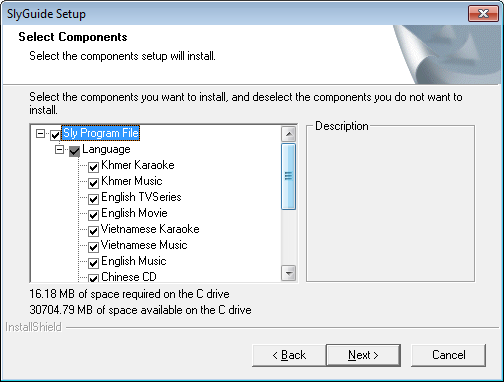 SlyGuide Setup
Select Components
Select the components setup will install.
Select the components you want to install, and deselect the components you do not want to
install.
Sly Program File
Language
Khmer Karaoke
Khmer Music
English TVSeries
English Movie
Vietnamese Karaoke
Vietnamese Music
English Music
Chinese CD
Description
16.18 MB of space required on the C drive
30704.79 MB of space available on the C drive
InstallShield
< Back
Next >
Cancel